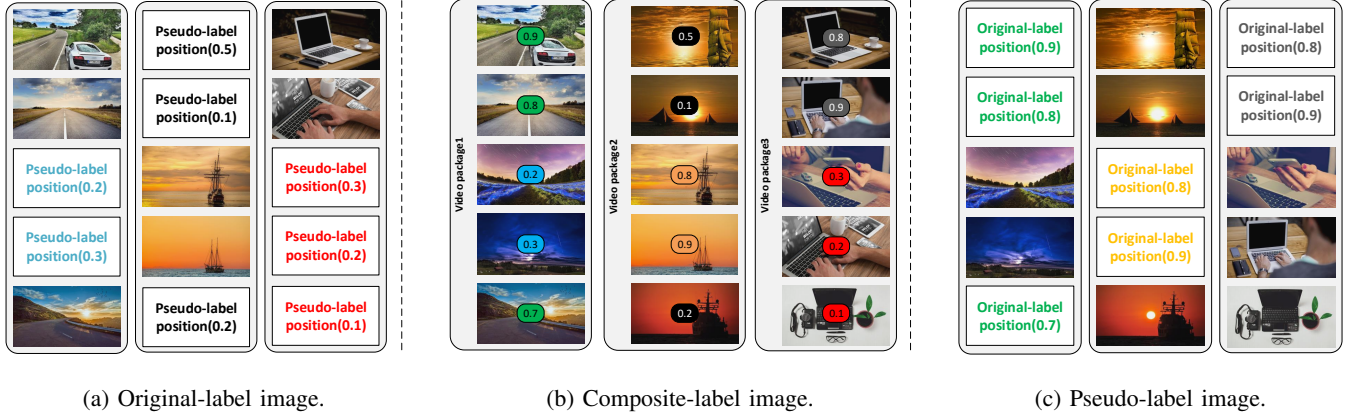 Pseudo-label
position(0.5)
Pseudo-label
position(0.1)
Pseudo-label
position(0.2)
Pseudo-label
position(0.3)
Pseudo-label
position(0.3)
Pseudo-label
position(0.2)
Pseudo-label
position(0.2)
Pseudo-label
position(0.1)
(a) Original-label image.
Video package1
0.9
0.8
0.2
0.3
0.7
Video package2
0.5
0.1
0.8
0.9
0.2
Video package3
0.8
0.9
0.3
0.2
0.1
(b) Composite-label image.
Original-label
position(0.9)
Original-label
position(0.8)
Original-label
position(0.8)
Original-label
position(0.9)
Original-label
position(0.8)
Original-label
position(0.9)
Original-label
position(0.7)
(c) Pseudo-label image.